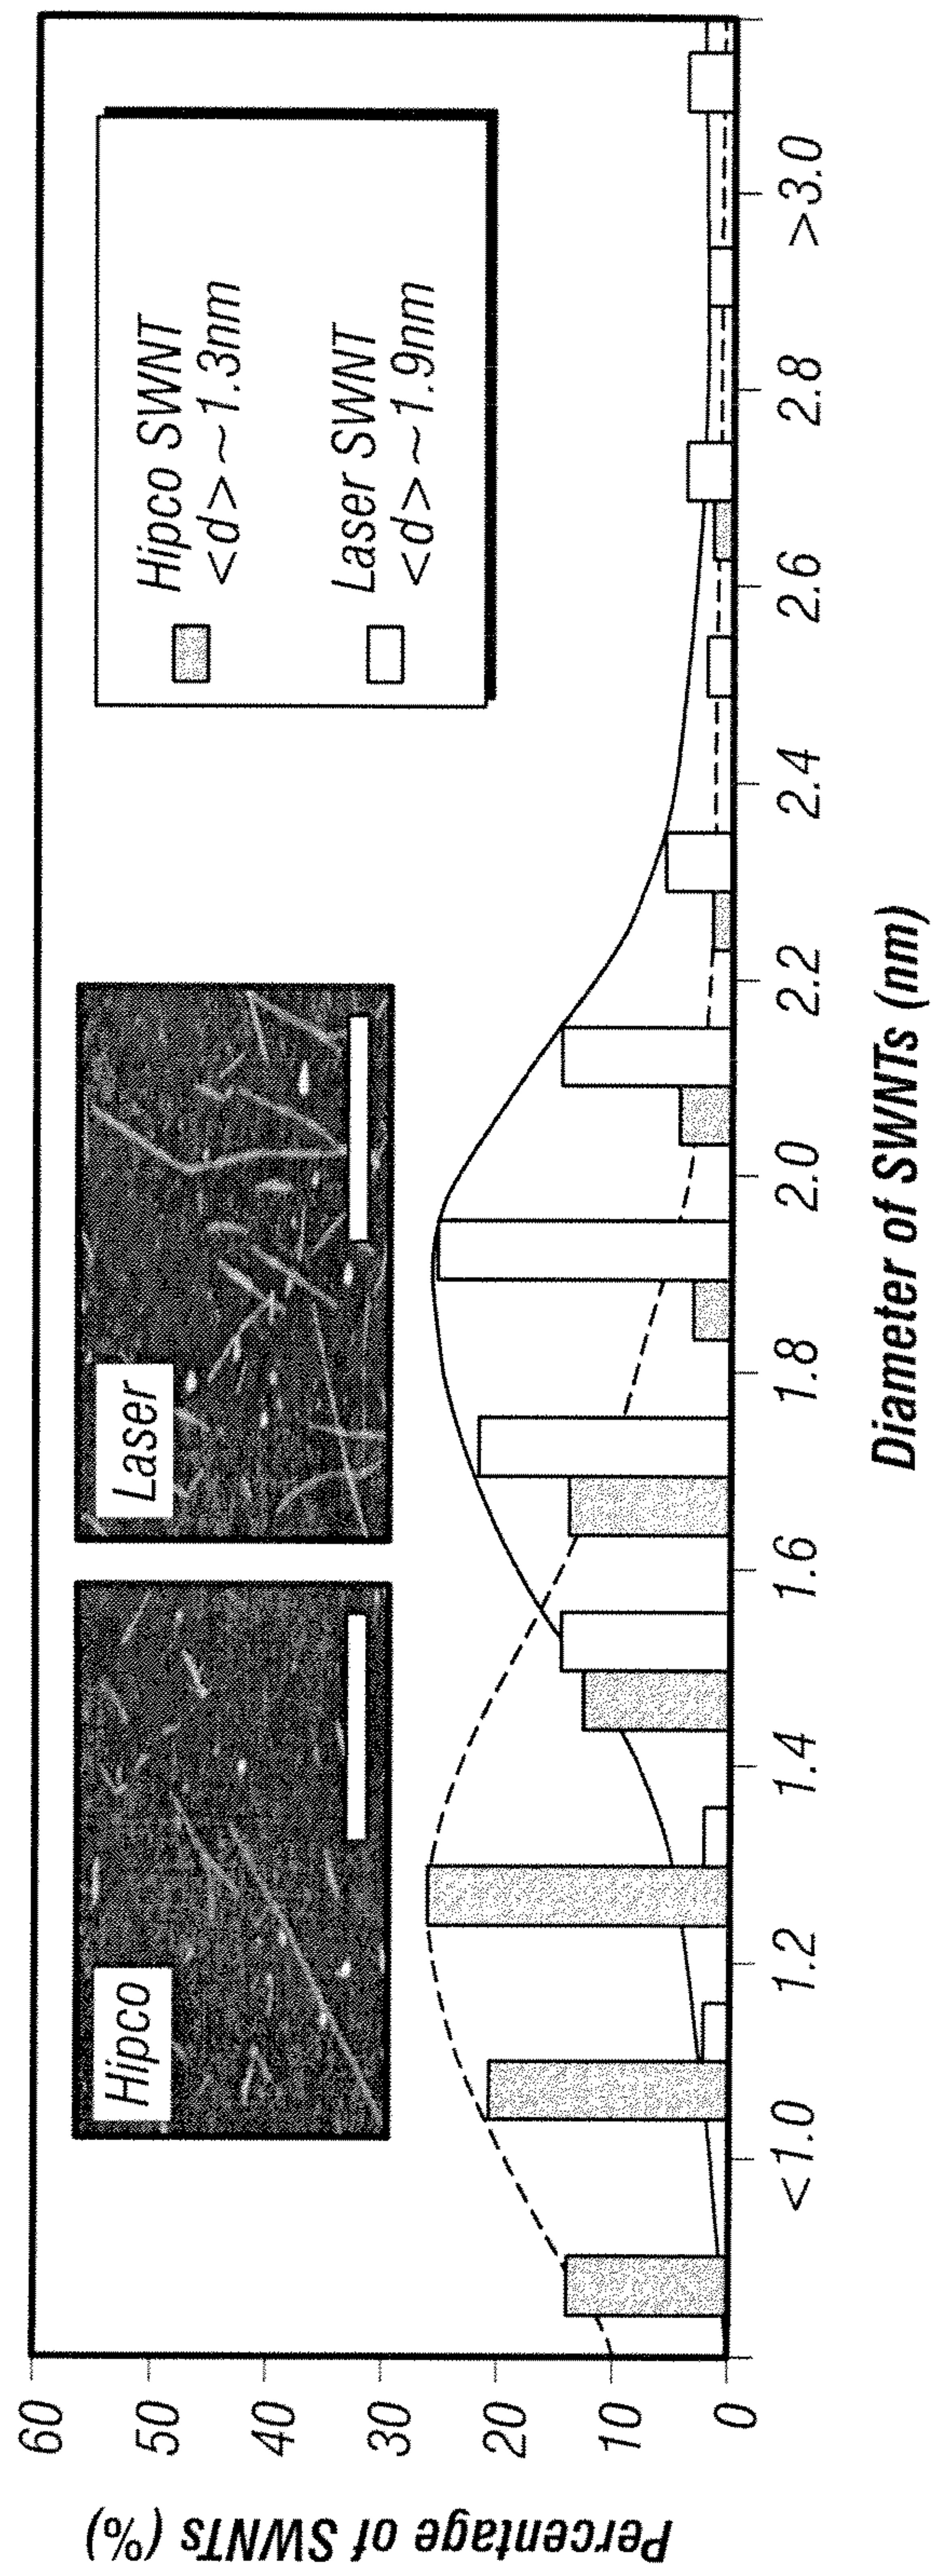 Percentage of SWNTs (%)
60
50
40
30
20
10
0
Hipco
Laser
Hipco SWNT
<d>~1.3nm
Laser SWNT
<d>~1.9nm
<1.0 1.2 1.4 1.6 1.8 2.0 2.2 2.4 2.6 2.8 >3.0
Diameter of SWNTs (nm)